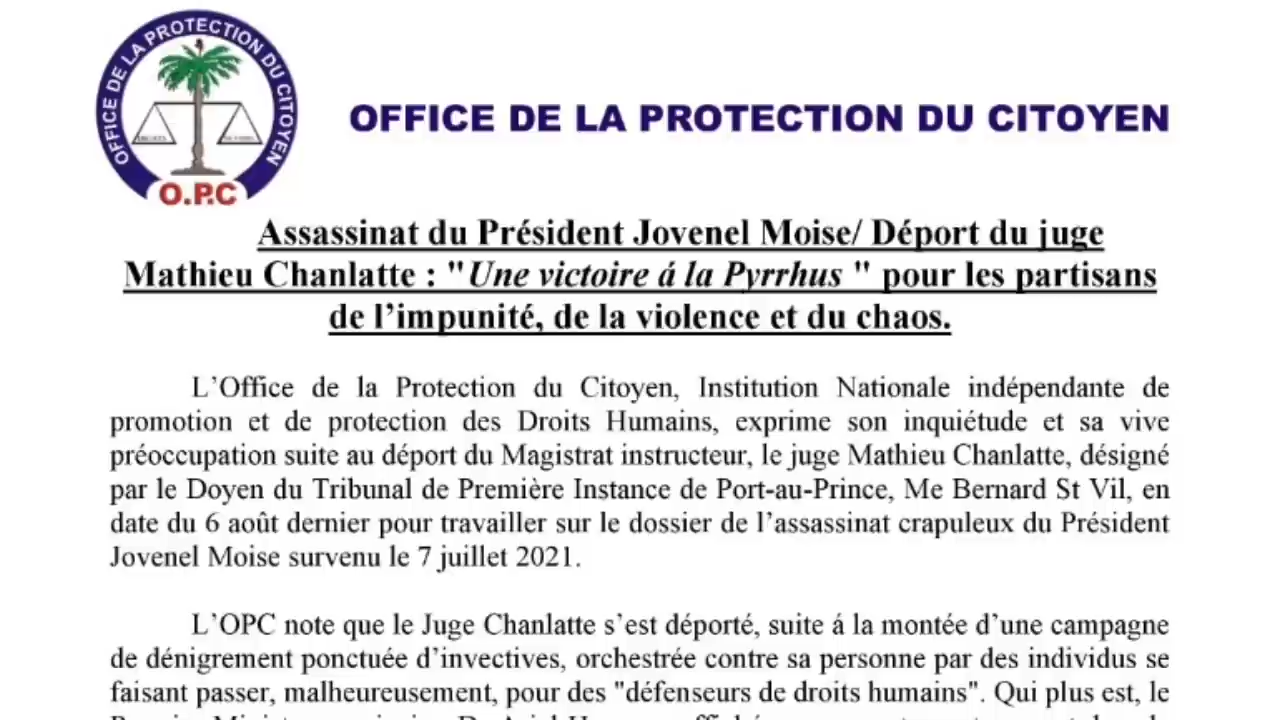 OFFICE DE LA PROTECTION DU CITOYEN
O.P.C
OFFICE DE LA PROTECTION DU CITOYEN
Assassinat du Président Jovenel Moise/ Déport du juge
Mathieu Chanlatte : "Une victoire á la Pyrrhus " pour les partisans
de l’impunité, de la violence et du chaos.
L’Office de la Protection du Citoyen, Institution Nationale indépendante de
promotion et de protection des Droits Humains, exprime son inquiétude et sa vive
préoccupation suite au déport du Magistrat instructeur, le juge Mathieu Chanlatte, désigné
par le Doyen du Tribunal de Première Instance de Port-au-Prince, Me Bernard St Vil, en
date du 6 août dernier pour travailler sur le dossier de l’assassinat crapuleux du Président
Jovenel Moise survenu le 7 juillet 2021.
L’OPC note que le Juge Chanlatte s’est déporté, suite á la montée d’une campagne
de dénigrement ponctuée d’invectives, orchestrée contre sa personne par des individus se
faisant passer, malheureusement, pour des "défenseurs de droits humains". Qui plus est, le